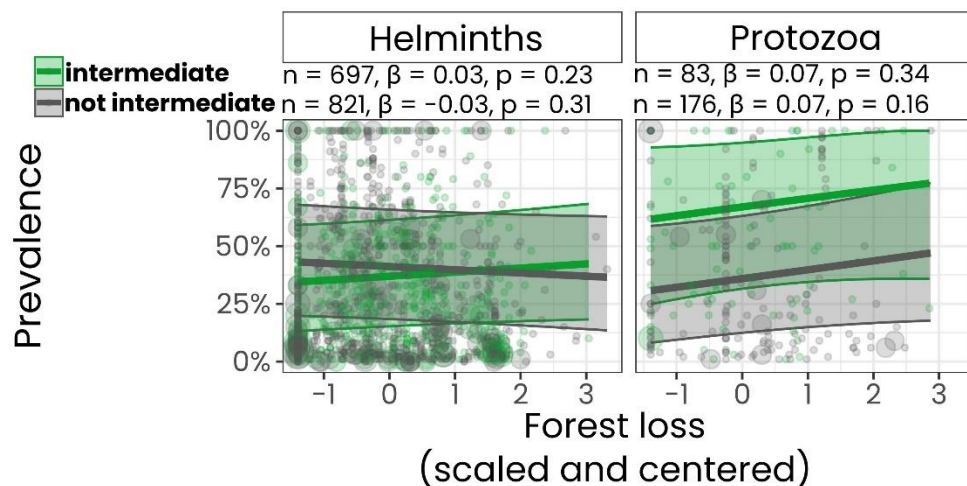 Helminths
Protozoa
intermediate
not intermediate
n = 697, β = 0.03, p = 0.23
n = 821, β = −0.03, p = 0.31
n = 83, β = 0.07, p = 0.34
n = 176, β = 0.07, p = 0.16
Prevalence
100%
75%
50%
25%
0%
-1 0 1 2 3
-1 0 1 2 3
Forest loss
(scaled and centered)